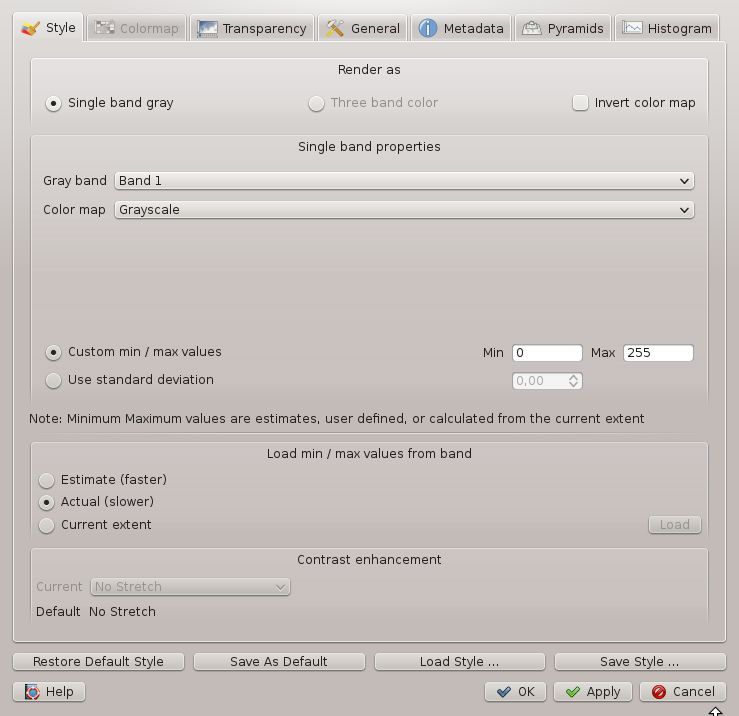 Style Colormap Transparency General Metadata Pyramids Histogram
Render as
Single band gray Three band color Invert color map
Single band properties
Gray band Band 1
Color map Grayscale
Custom min / max values Min 0 Max 255
Use standard deviation 0,00
Note: Minimum Maximum values are estimates, user defined, or calculated from the current extent
Load min / max values from band
Estimate (faster)
Actual (slower)
Current extent Load
Contrast enhancement
Current No Stretch
Default No Stretch
Restore Default Style Save As Default Load Style ... Save Style ...
Help OK Apply Cancel